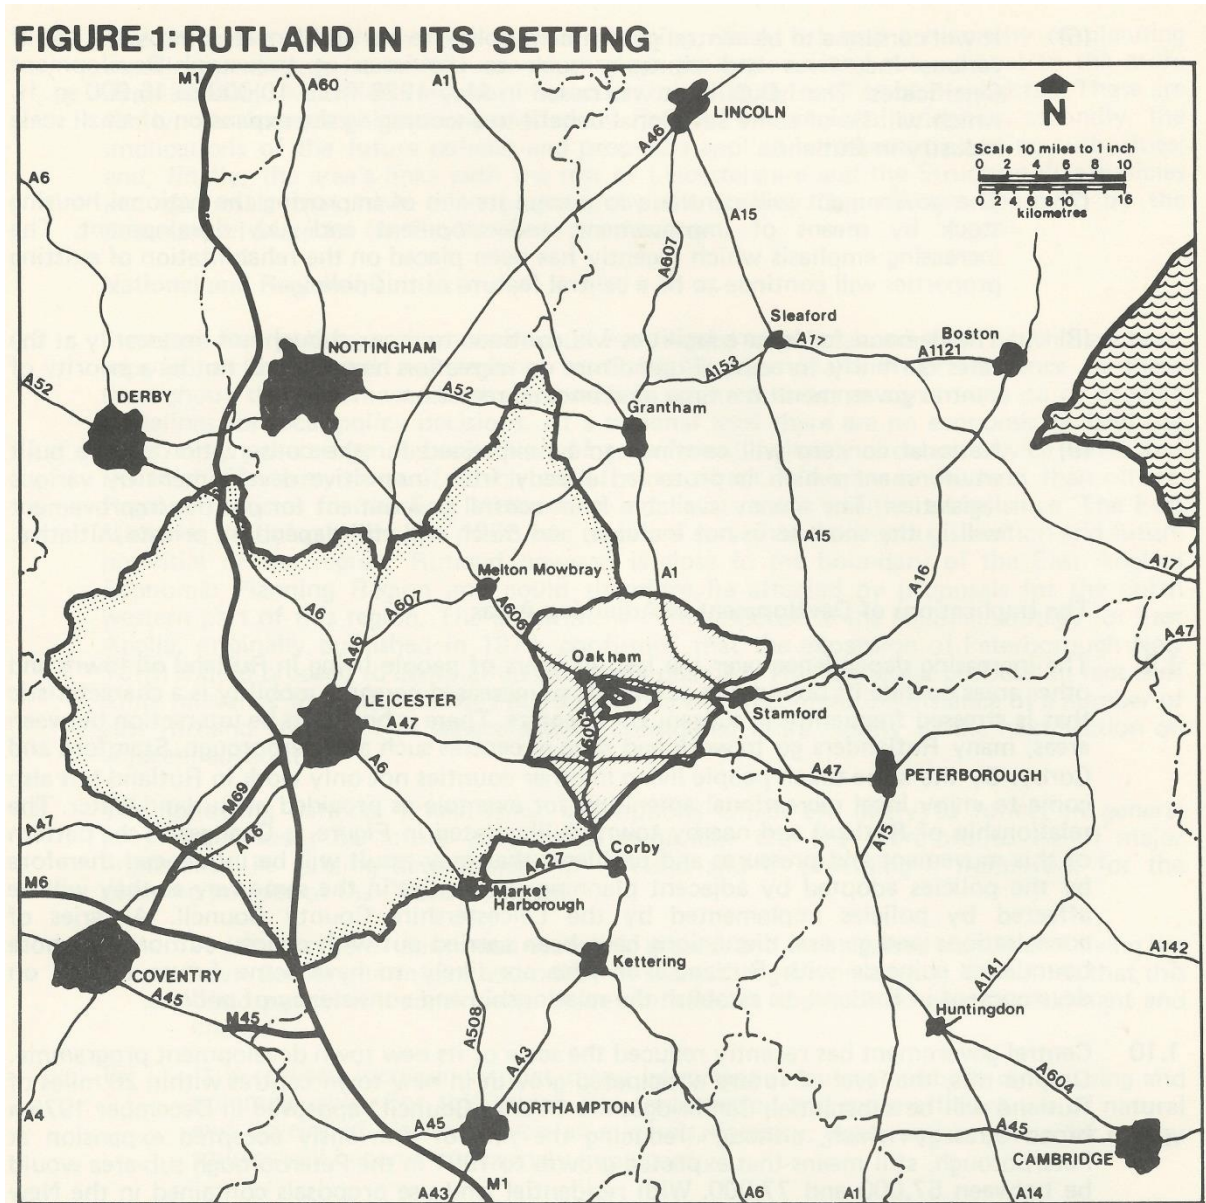 FIGURE 1: RUTLAND IN ITS SETTING
M1
A60
A1
LINCOLN
N
A46
Scale 10 miles to 1 inch
0 2 4 6 8 10
0 2 4 6 8 10 16
kilometres
A6
A15
A607
Sleaford
A17
Boston
A1121
NOTTINGHAM
A153
A52
A52
DERBY
Grantham
A15
A16
A17
Melton Mowbray
A1
A607
A6
A606
A46
A47
Oakham
LEICESTER
A47
Stamford
A6003
A6
A47
PETERBOROUGH
M69
A46
A47
A15
Corby
A427
M6
Market
Harborough
A142
Kettering
COVENTRY
A45
A141
M45
Huntingdon
A508
A43
A604
NORTHAMPTON
A4
A45
A45
CAMBRIDGE
M1
A43
A6
A1
A14